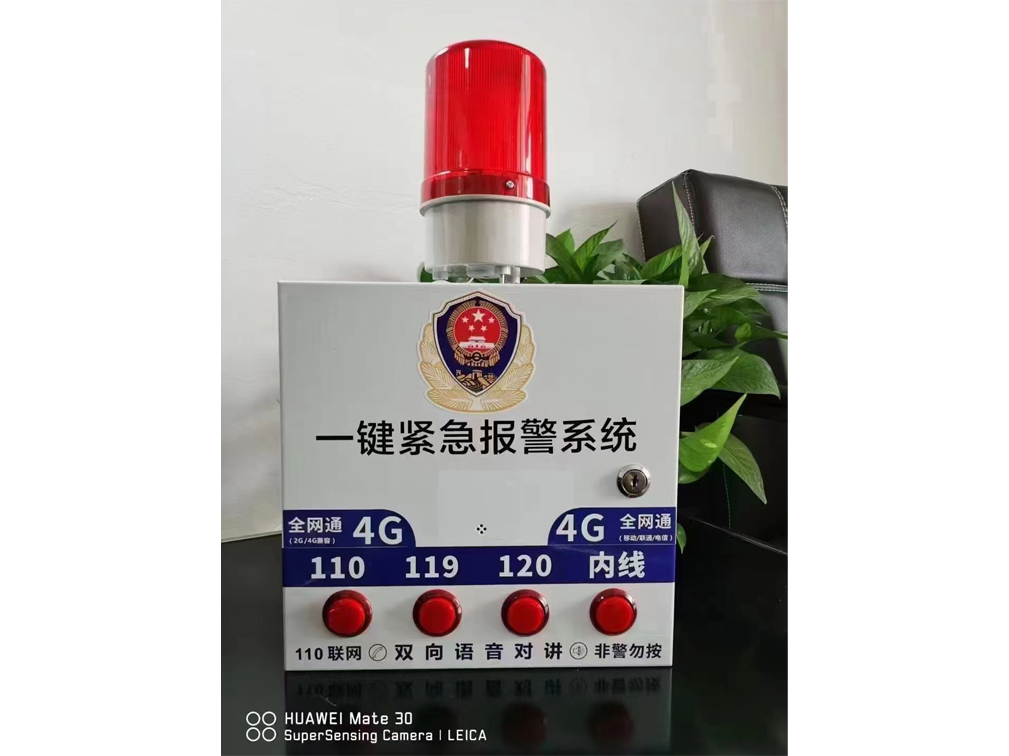 一键紧急报警系统
全网通 4G
(2G/4G兼容)
4G 全网通
(移动/联通/电信)
110 119 120 内线
110联网 双向语音对讲 非警勿按
HUAWEI Mate 30
SuperSensing Camera | LEICA